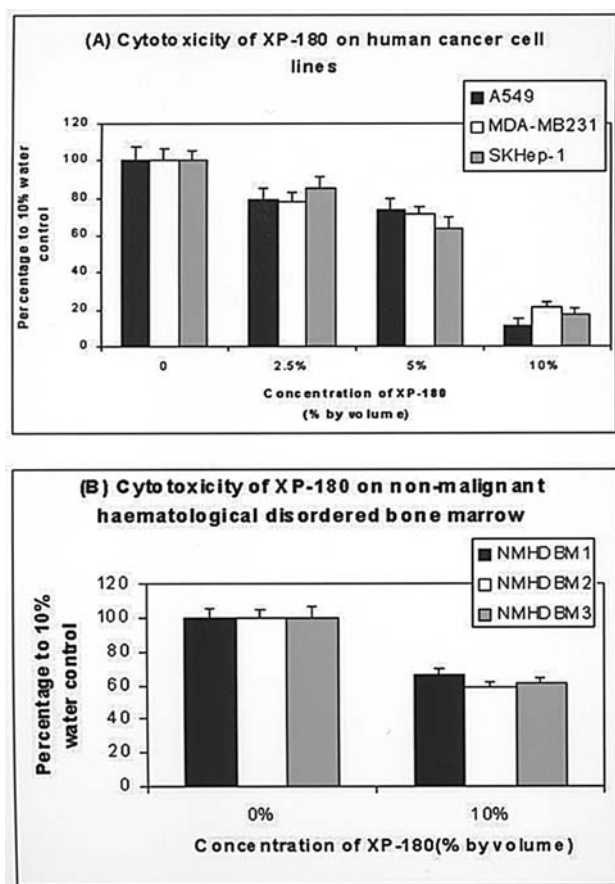 (A) Cytotoxicity of XP-180 on human cancer cell
lines
A549
MDA-MB231
SKHep-1
Percentage to 10% water
control
120
100
80
60
40
20
0
0
2.5%
5%
10%
Concentration of XP-180
(% by volume)
(B) Cytotoxicity of XP-180 on non-malignant
haematological disordered bone marrow
NMHDBM1
NMHDBM2
NMHDBM3
Percentage to 10%
water control
120
100
80
60
40
20
0
0%
10%
Concentration of XP-180(% by volume)